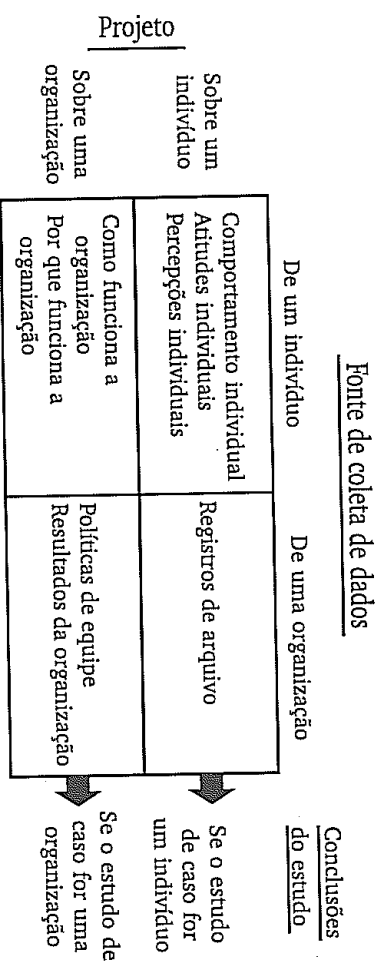 Fonte de coleta de dados
De um indivíduo
De uma organização
Conclusões
do estudo
Projeto
Sobre um
indivíduo
Comportamento individual
Atitudes individuais
Percepções individuais
Registros de arquivo
Se o estudo
de caso for
um indivíduo
Sobre uma
organização
Como funciona a
organização
Por que funciona a
organização
Políticas de equipe
Resultados da organização
Se o estudo de
caso for uma
organização